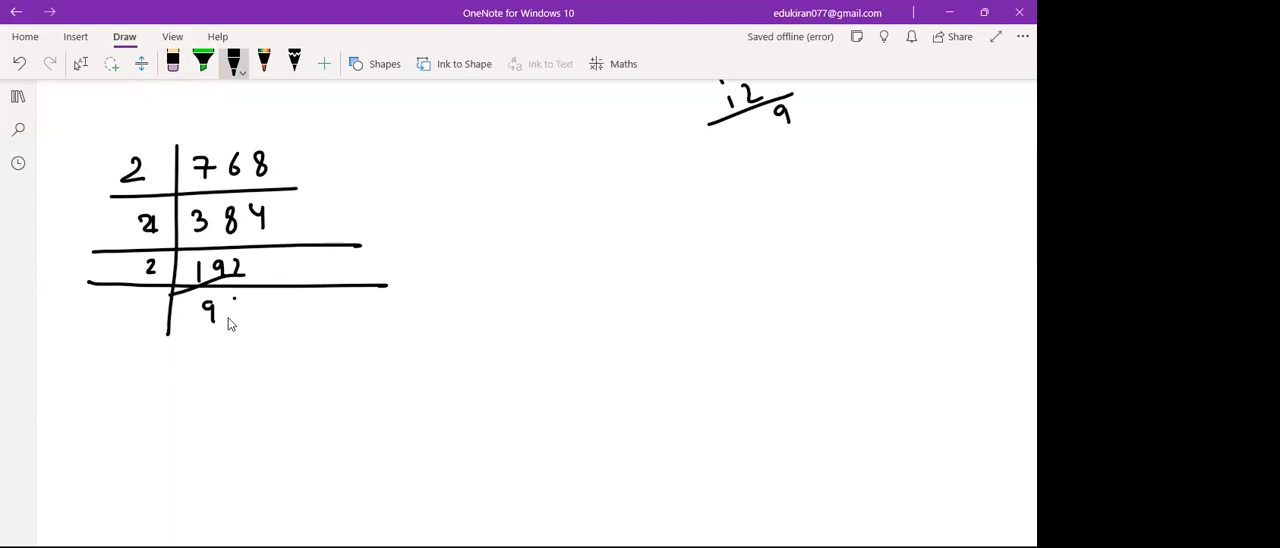 OneNote for Windows 10
edukiran077@gmail.com
Home Insert Draw View Help
Saved offline (error)
Share
Shapes
Ink to Shape
Ink to Text
Maths
12
9
2 768
384
2 192
9